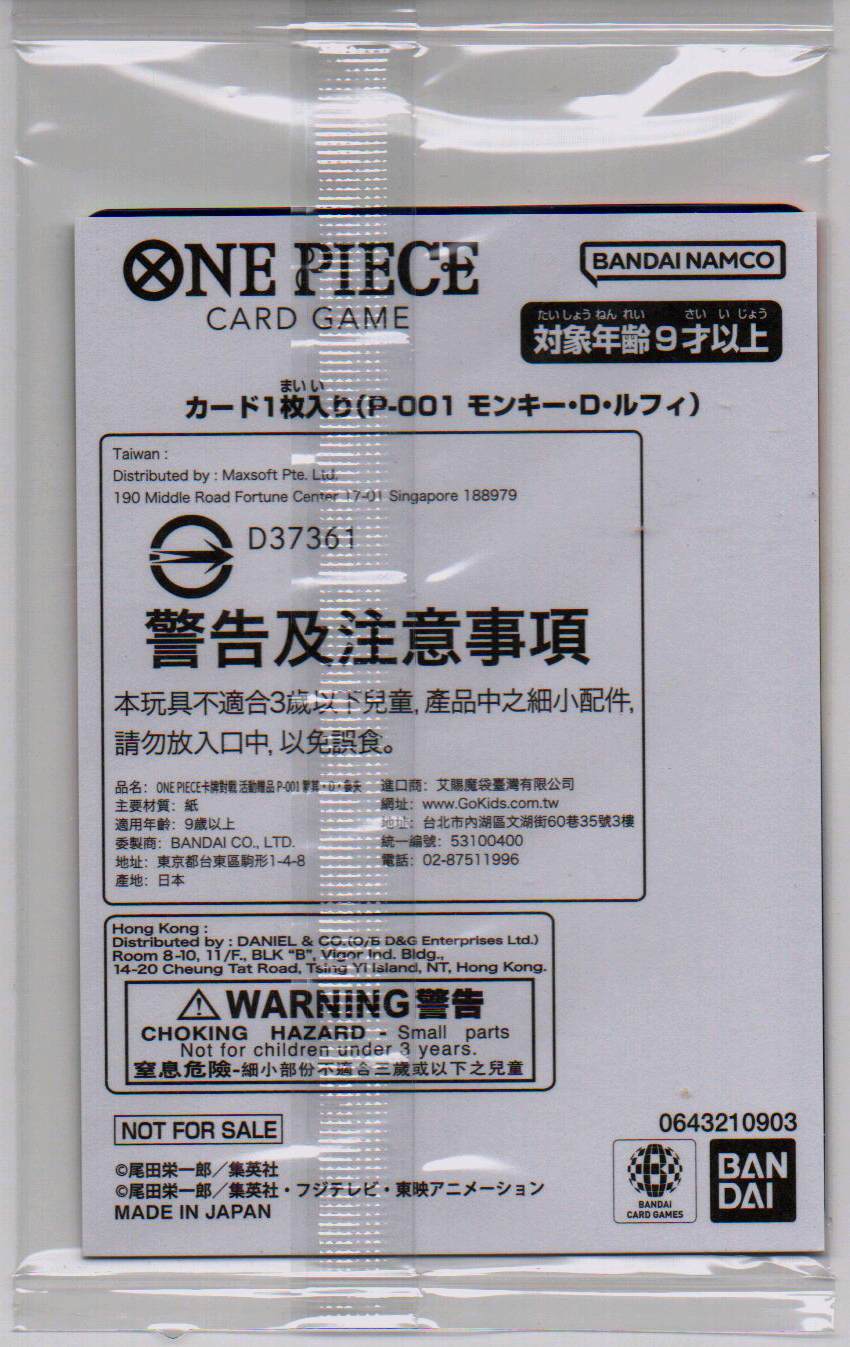 ONE PIECE
CARD GAME
BANDAI NAMCO
たいしょうねんれい さいいじょう
対象年齢9才以上
まいい
カード1枚入り(P-001 モンキー・D・ルフィ)
Taiwan :
Distributed by : Maxsoft Pte. Ltd.
190 Middle Road Fortune Center 17-01 Singapore 188979
D37361
警告及注意事項
本玩具不適合3歲以下兒童, 產品中之細小配件,
請勿放入口中, 以免誤食。
品名: ONE PIECE卡牌對戰 活動贈品 P-001
主要材質: 紙
適用年齡: 9歲以上
委製商: BANDAI CO., LTD.
地址: 東京都台東區駒形1-4-8
產地: 日本
進口商: 艾賜魔袋臺灣有限公司
網址: www.GoKids.com.tw
地址: 台北市內湖區文湖街60巷35號3樓
統一編號: 53100400
電話: 02-87511996
Hong Kong :
Distributed by : DANIEL & CO.(O/B D&G Enterprises Ltd.)
Room 8-10, 11/F., BLK "B", Vigor Ind. Bldg.,
14-20 Cheung Tat Road, Tsing Yi Island, NT, Hong Kong.
WARNING警告
CHOKING HAZARD - Small parts
Not for children under 3 years.
窒息危險-細小部份不適合三歲或以下之兒童
NOT FOR SALE
©尾田栄一郎／集英社
©尾田栄一郎／集英社・フジテレビ・東映アニメーション
MADE IN JAPAN
0643210903
BANDAI
CARD GAMES
BAN
DAI